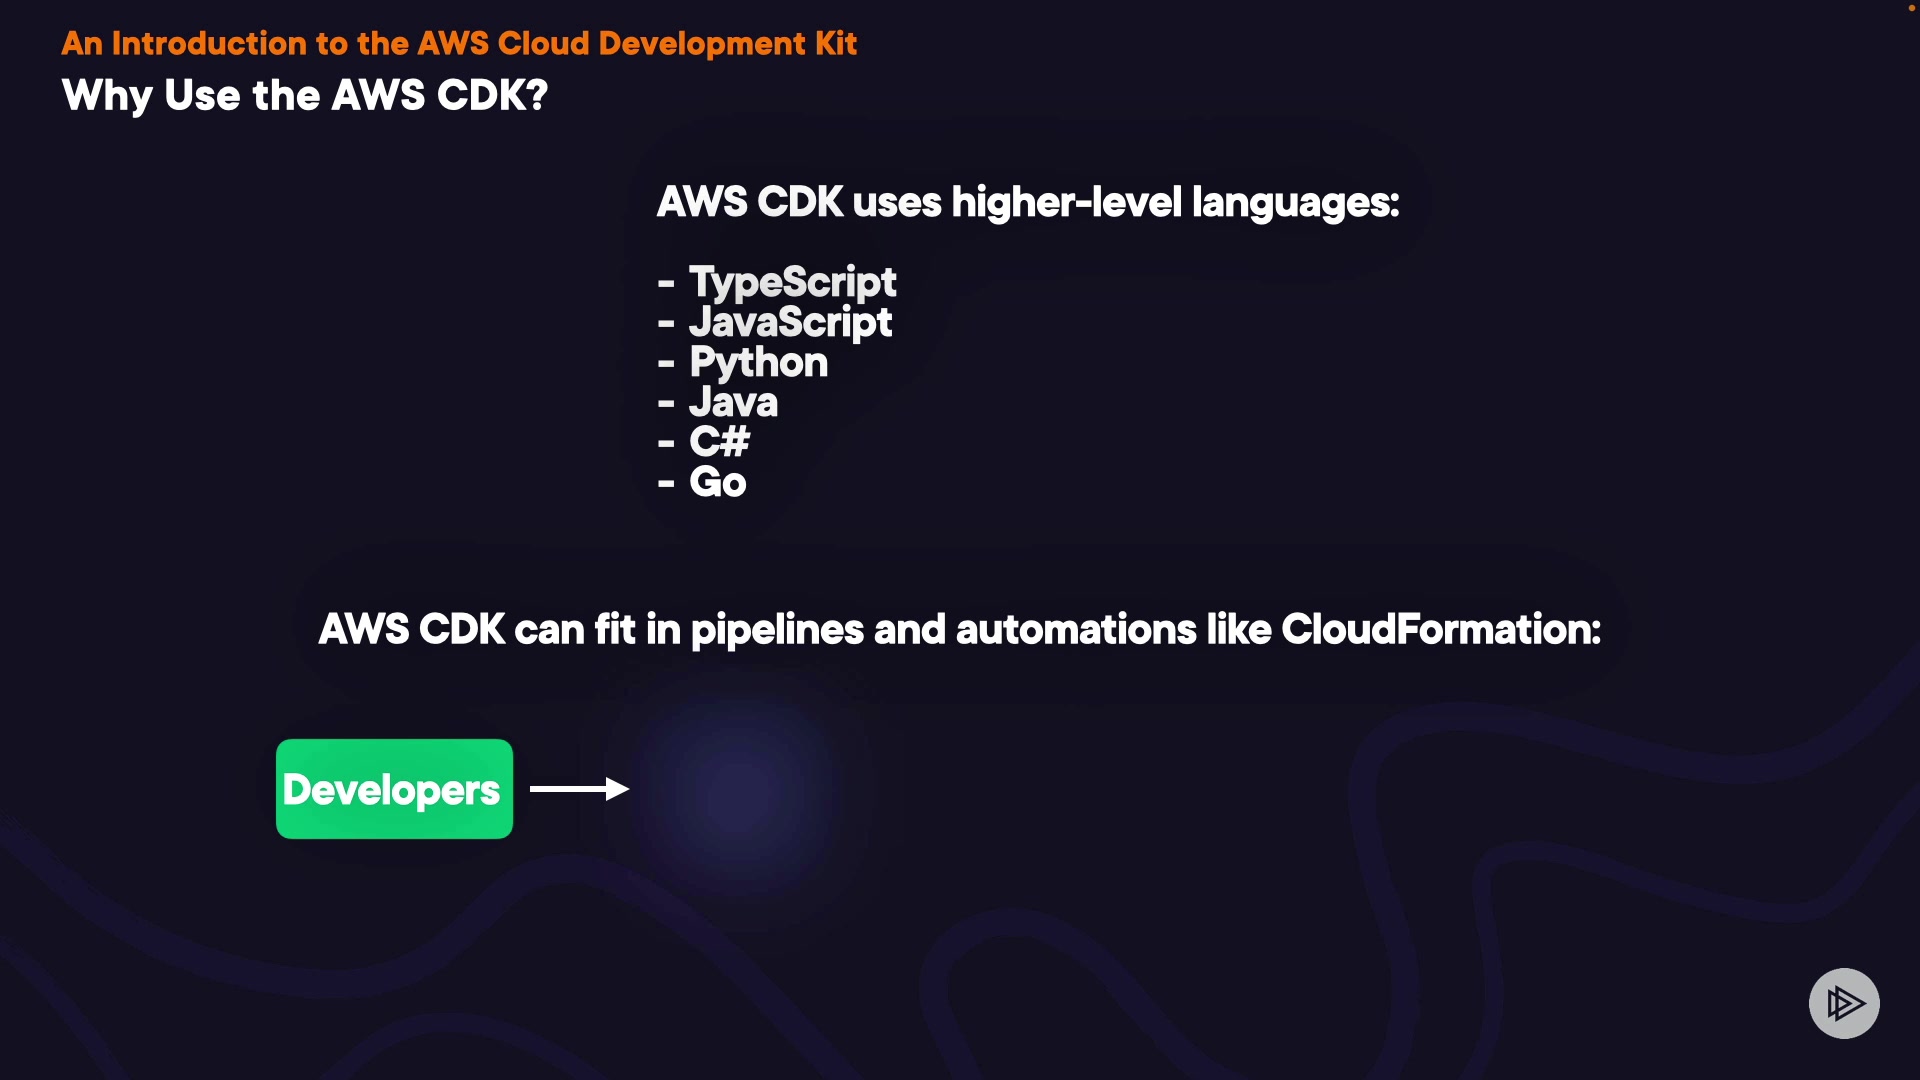 An Introduction to the AWS Cloud Development Kit
Why Use the AWS CDK?
AWS CDK uses higher-level languages:
- TypeScript
- JavaScript
- Python
- Java
- C#
- Go
AWS CDK can fit in pipelines and automations like CloudFormation:
Developers